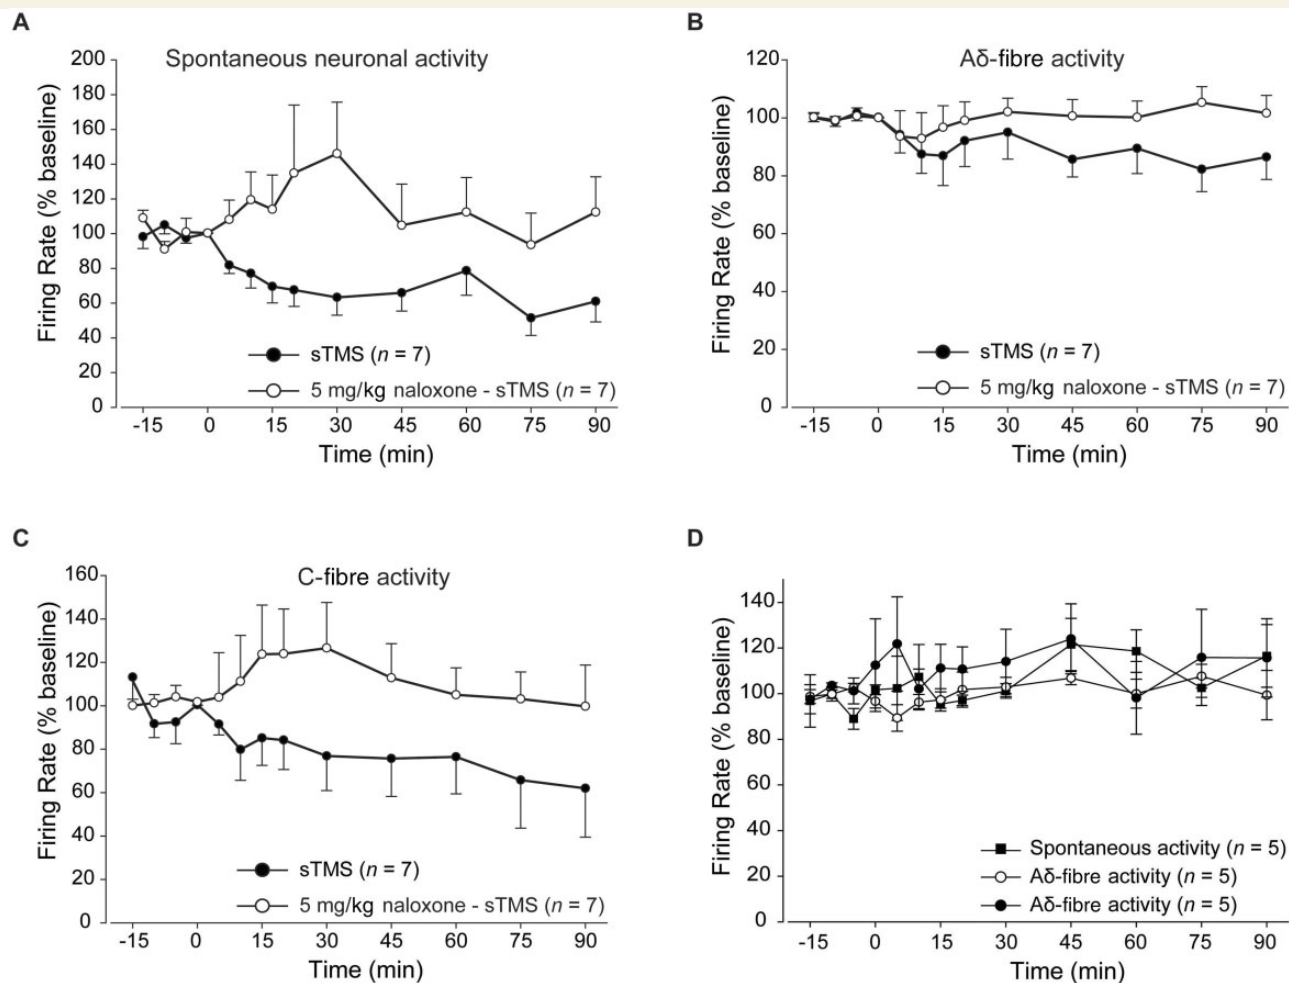 A
Spontaneous neuronal activity
Firing Rate (% baseline)
200
180
160
140
120
100
80
60
40
20
0
sTMS (n = 7)
5 mg/kg naloxone - sTMS (n = 7)
-15 0 15 30 45 60 75 90
Time (min)
B
Aδ-fibre activity
Firing Rate (% baseline)
120
100
80
60
40
20
0
sTMS (n = 7)
5 mg/kg naloxone - sTMS (n = 7)
-15 0 15 30 45 60 75 90
Time (min)
C
C-fibre activity
Firing Rate (% baseline)
160
140
120
100
80
60
40
20
0
sTMS (n = 7)
5 mg/kg naloxone - sTMS (n = 7)
-15 0 15 30 45 60 75 90
Time (min)
D
Firing Rate (% baseline)
140
120
100
80
60
40
20
0
Spontaneous activity (n = 5)
Aδ-fibre activity (n = 5)
Aδ-fibre activity (n = 5)
-15 0 15 30 45 60 75 90
Time (min)